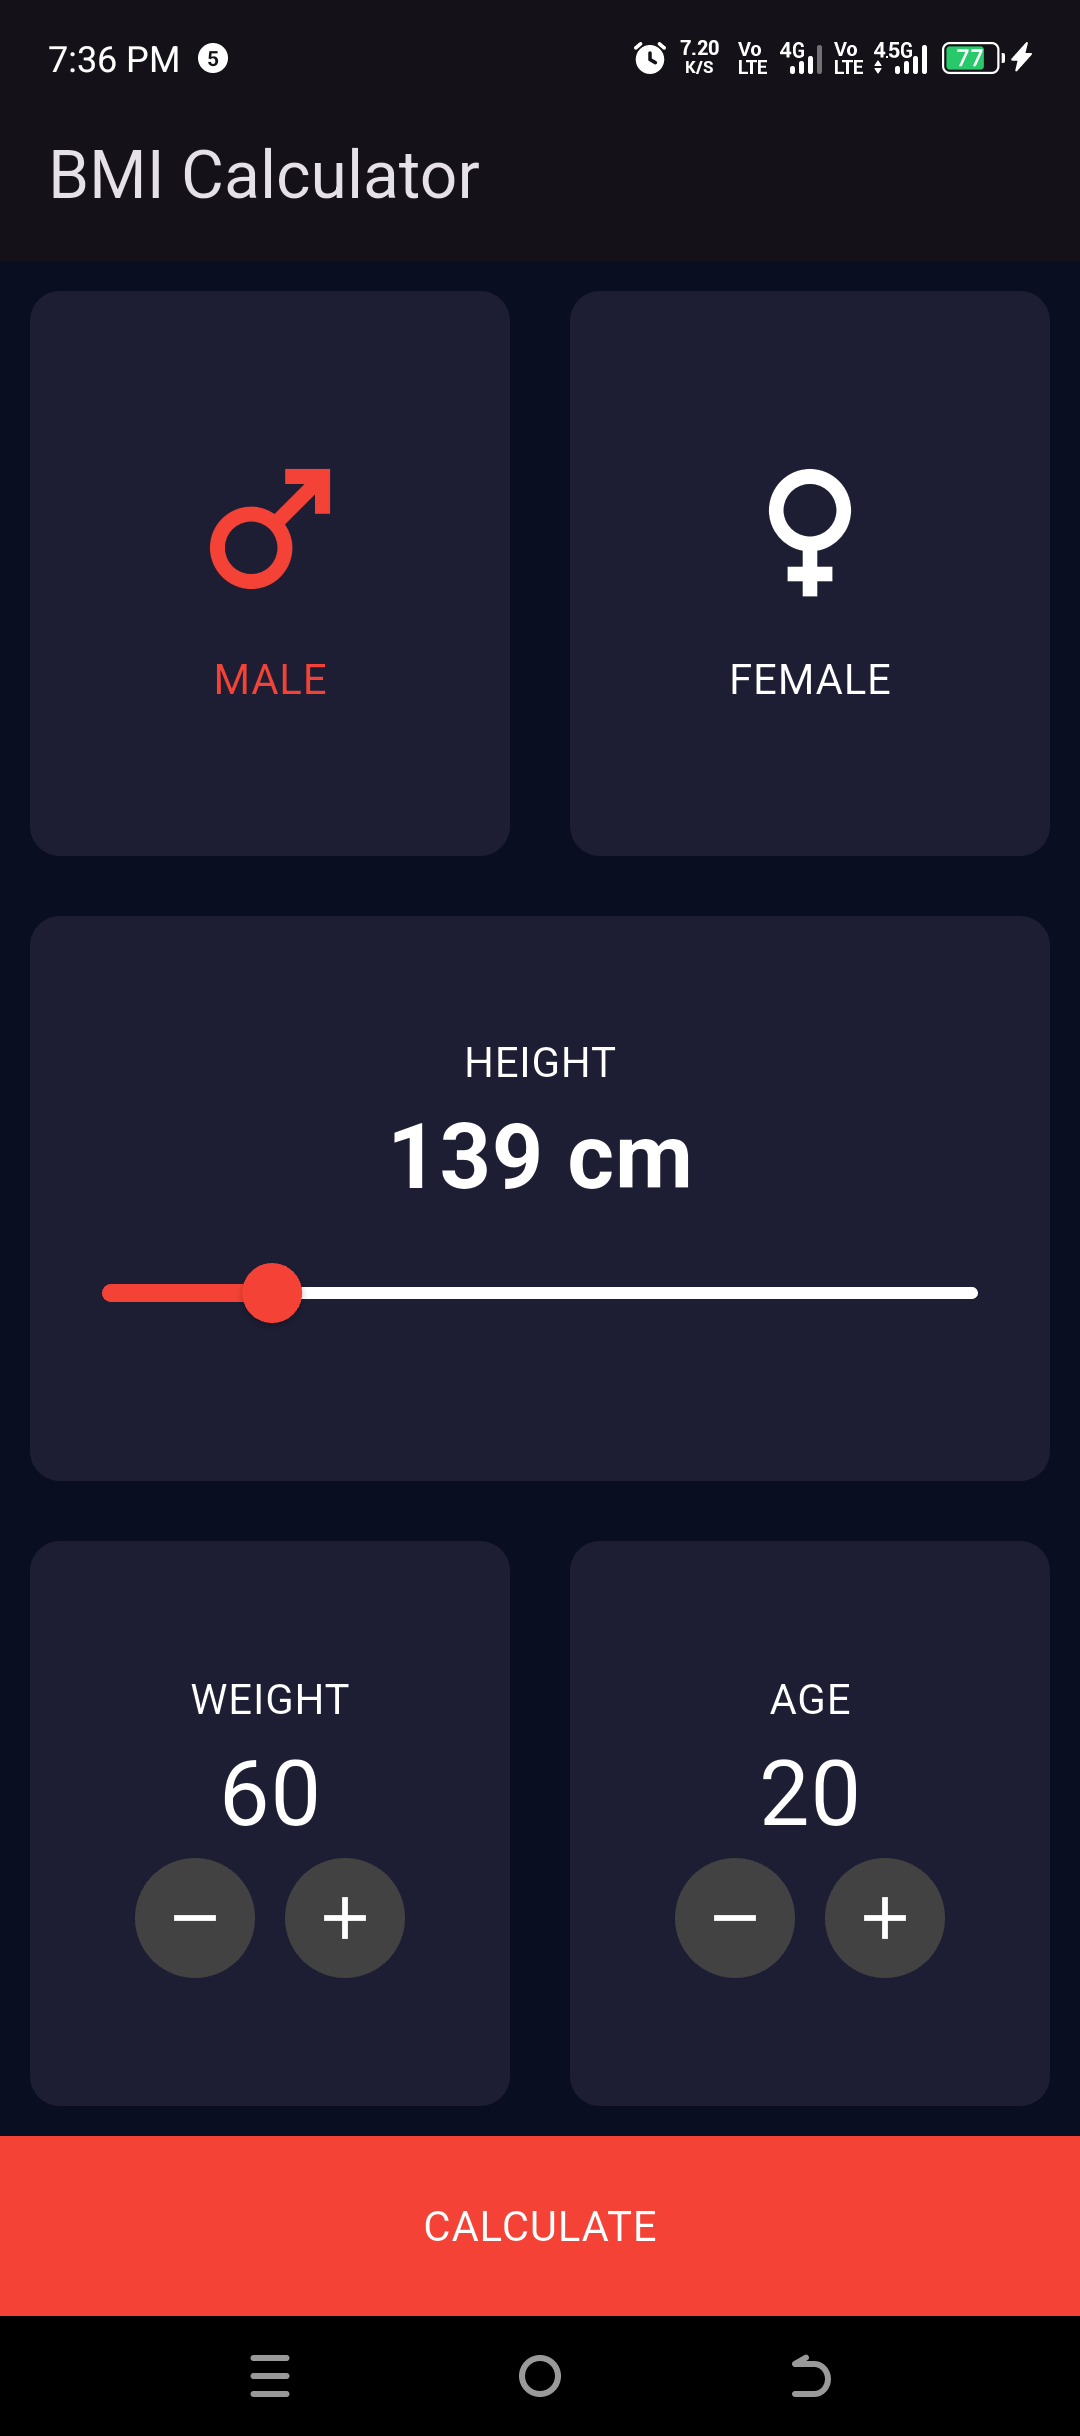 7:36 PM 5 7.20 K/S Vo LTE 4G Vo LTE 4.5G 77
BMI Calculator
MALE
FEMALE
HEIGHT
139 cm
WEIGHT
60
AGE
20
CALCULATE